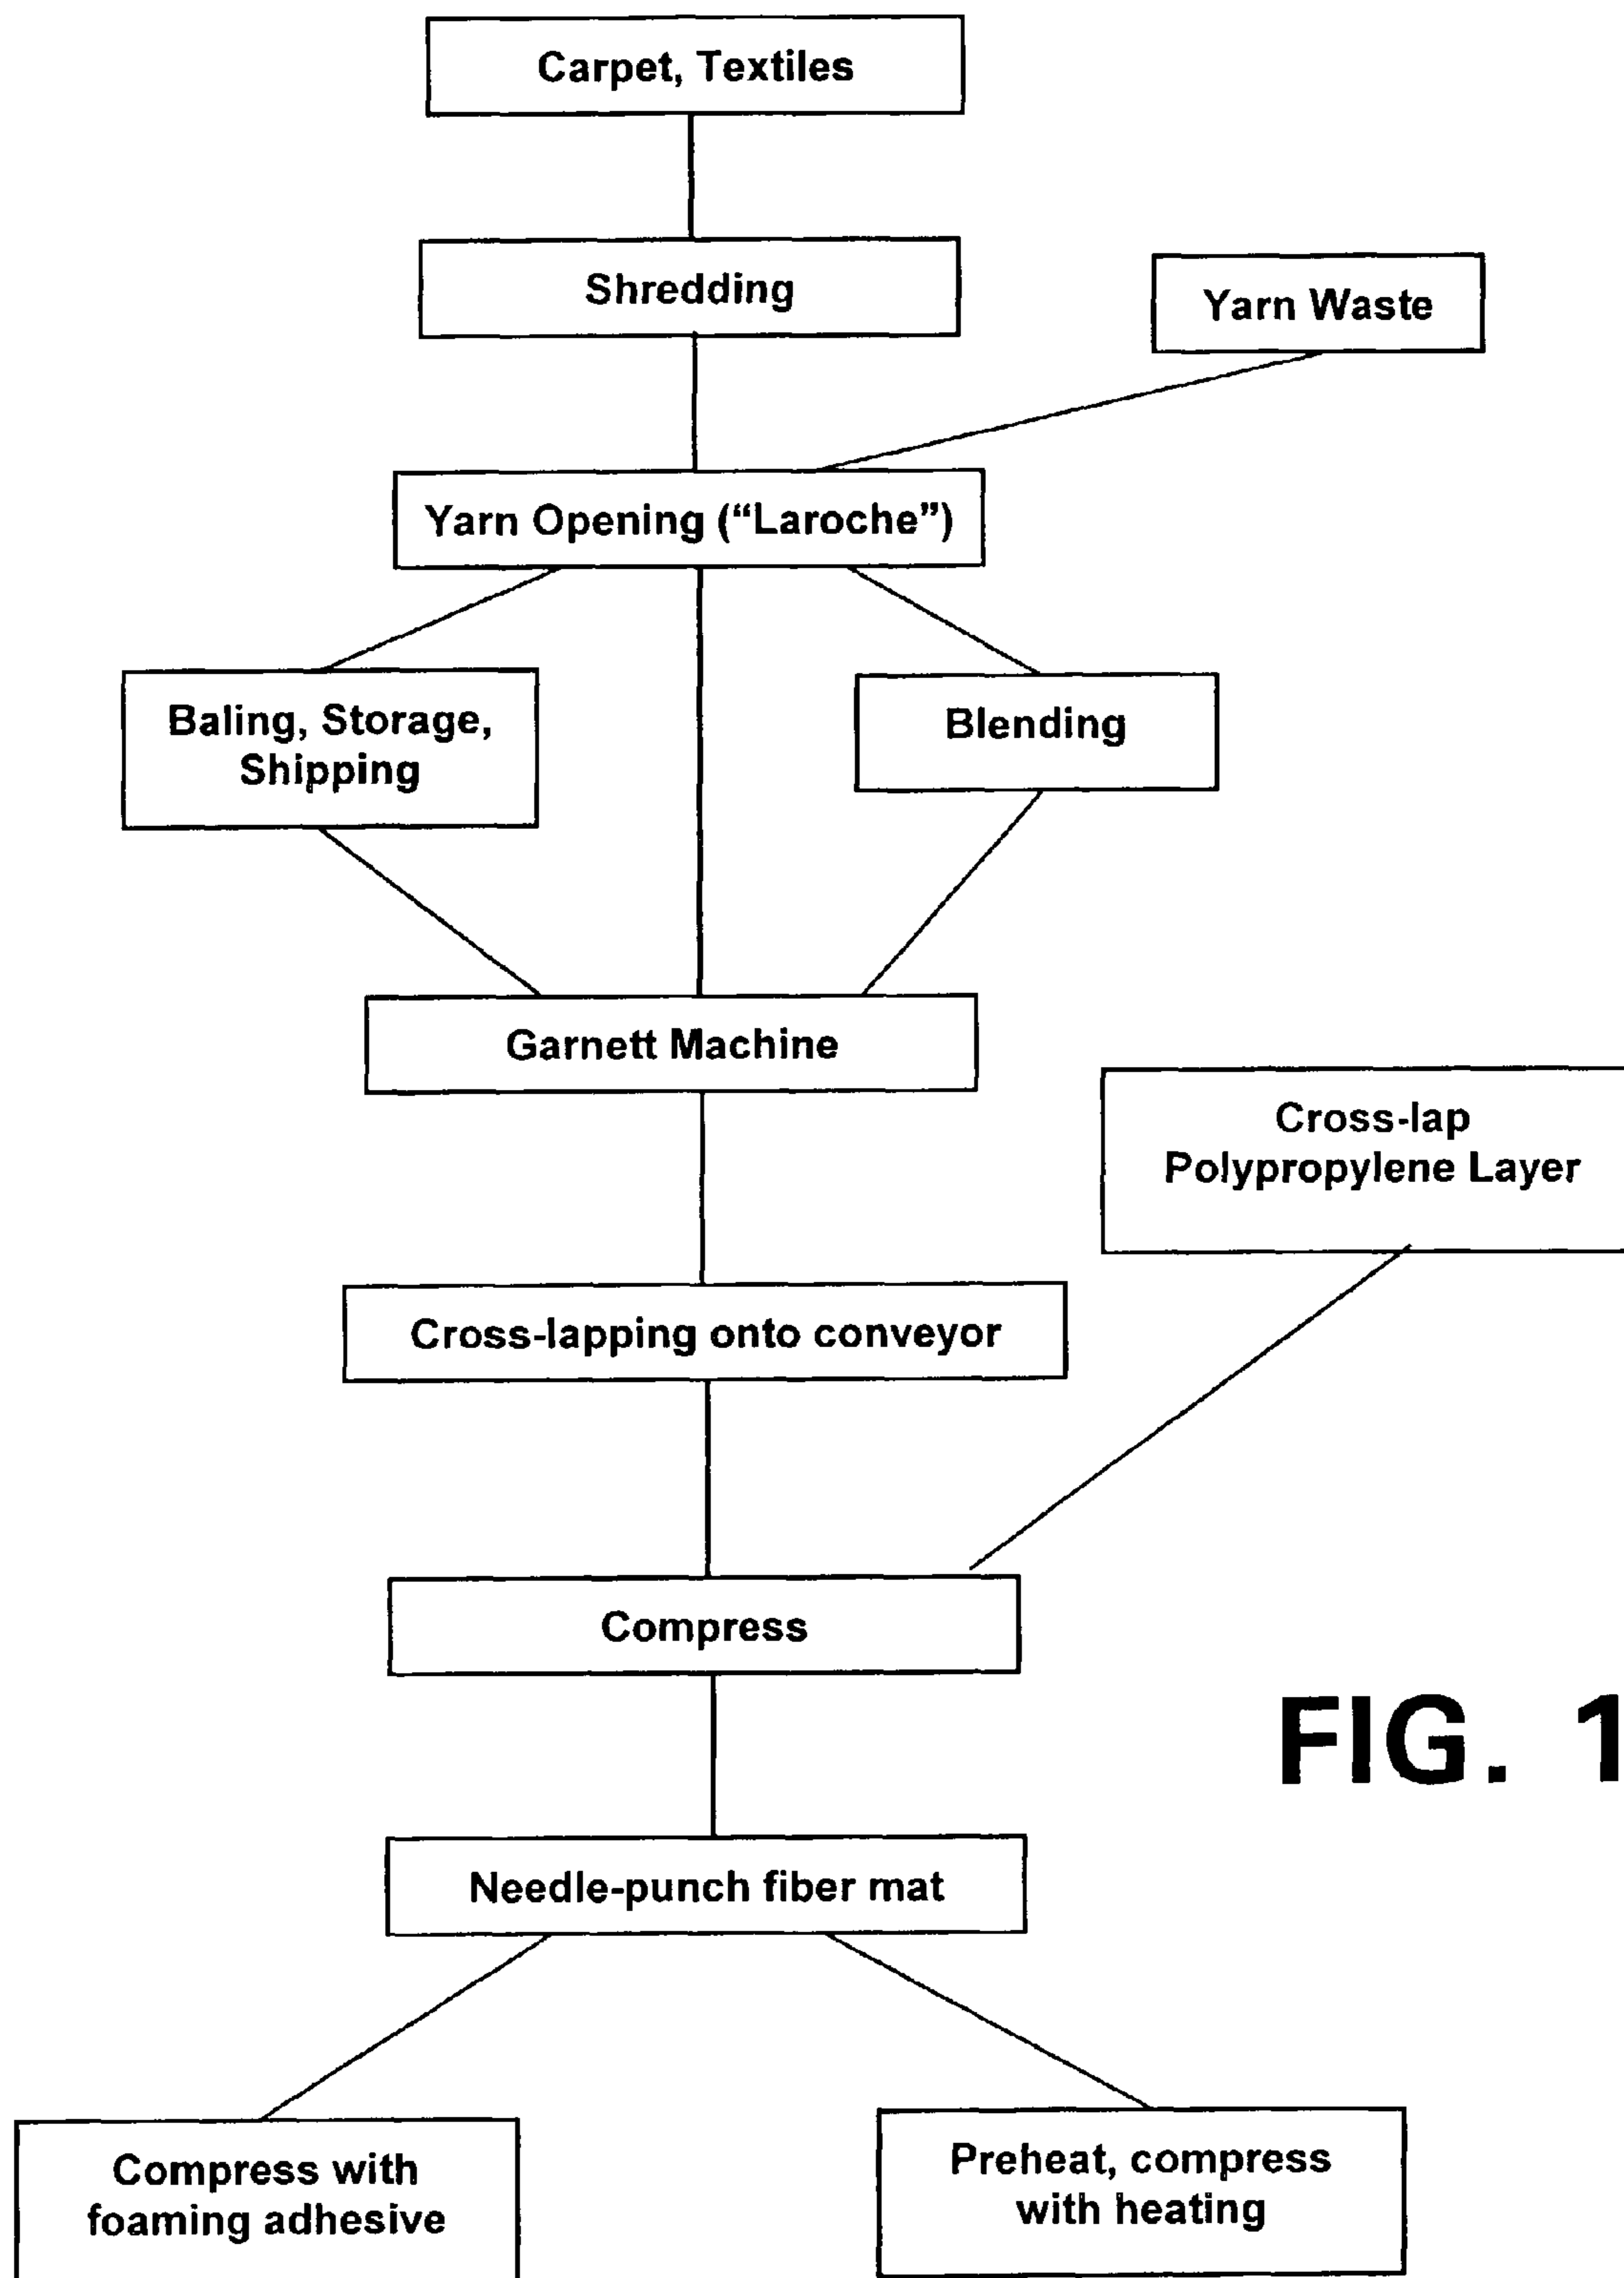 Carpet, Textiles
Shredding
Yarn Waste
Yarn Opening (“Laroche”)
Baling, Storage,
Shipping
Blending
Garnett Machine
Cross-lap
Polypropylene Layer
Cross-lapping onto conveyor
Compress
FIG. 1
Needle-punch fiber mat
Compress with
foaming adhesive
Preheat, compress
with heating